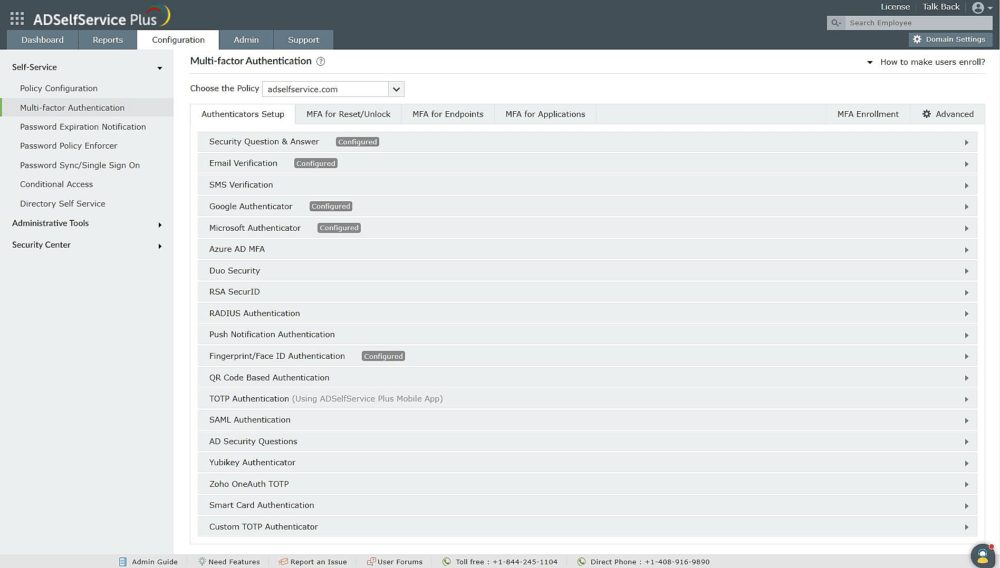 License
Talk Back
ADSelfService Plus
Search Employee
Dashboard
Reports
Configuration
Admin
Support
Domain Settings
Self-Service
Policy Configuration
Multi-factor Authentication
Password Expiration Notification
Password Policy Enforcer
Password Sync/Single Sign On
Conditional Access
Directory Self Service
Administrative Tools
Security Center
Multi-factor Authentication ?
How to make users enroll?
Choose the Policy adselfservice.com
Authenticators Setup
MFA for Reset/Unlock
MFA for Endpoints
MFA for Applications
MFA Enrollment
Advanced
Security Question & Answer Configured
Email Verification Configured
SMS Verification
Google Authenticator Configured
Microsoft Authenticator Configured
Azure AD MFA
Duo Security
RSA SecurID
RADIUS Authentication
Push Notification Authentication
Fingerprint/Face ID Authentication Configured
QR Code Based Authentication
TOTP Authentication (Using ADSelfService Plus Mobile App)
SAML Authentication
AD Security Questions
Yubikey Authenticator
Zoho OneAuth TOTP
Smart Card Authentication
Custom TOTP Authenticator
Admin Guide
Need Features
Report an Issue
User Forums
Toll free : +1-844-245-1104
Direct Phone : +1-408-916-9890